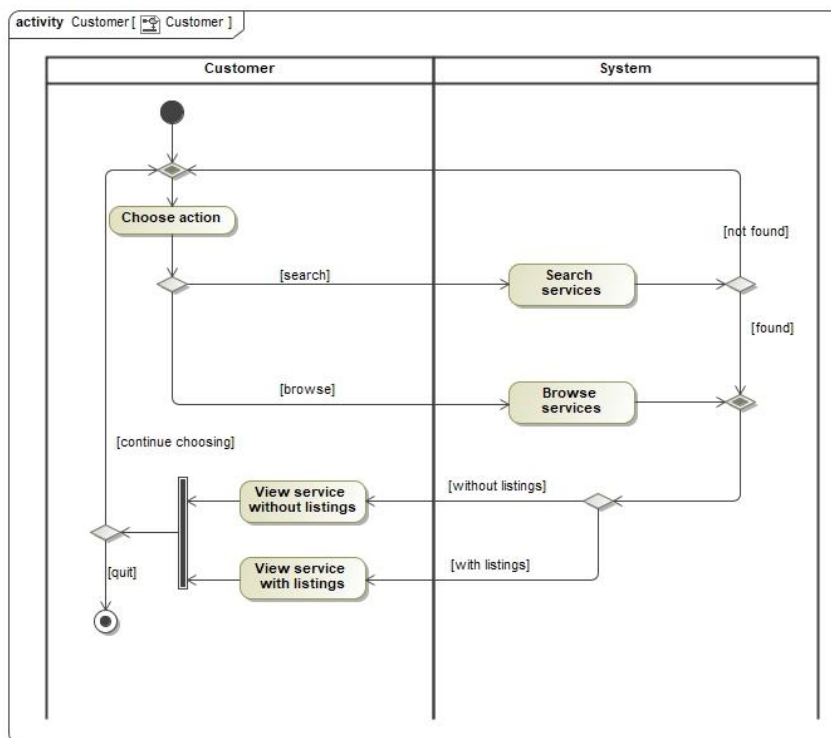 activity Customer [ Customer ]
Customer
System
Choose action
[not found]
[search]
Search
services
[found]
[browse]
Browse
services
[continue choosing]
View service
without listings
[without listings]
View service
with listings
[with listings]
[quit]